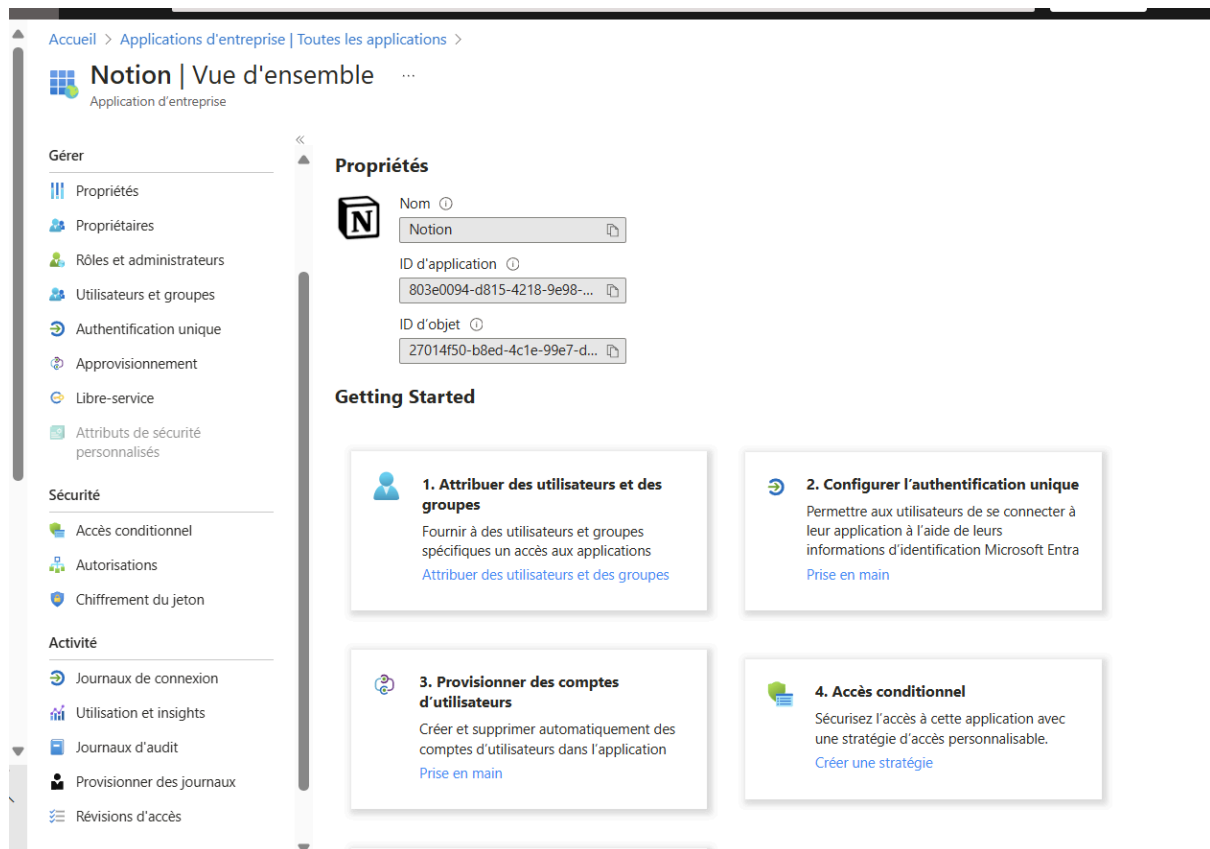 Accueil > Applications d'entreprise | Toutes les applications >
Notion | Vue d'ensemble ...
Application d'entreprise
«
Gérer
Propriétés
Propriétaires
Rôles et administrateurs
Utilisateurs et groupes
Authentification unique
Approvisionnement
Libre-service
Attributs de sécurité
personnalisés
Sécurité
Accès conditionnel
Autorisations
Chiffrement du jeton
Activité
Journaux de connexion
Utilisation et insights
Journaux d'audit
Provisionner des journaux
Révisions d'accès
Propriétés
N
Nom
Notion
ID d'application
803e0094-d815-4218-9e98-...
ID d'objet
27014f50-b8ed-4c1e-99e7-d...
Getting Started
1. Attribuer des utilisateurs et des
groupes
Fournir à des utilisateurs et groupes
spécifiques un accès aux applications
Attribuer des utilisateurs et des groupes
2. Configurer l'authentification unique
Permettre aux utilisateurs de se connecter à
leur application à l'aide de leurs
informations d'identification Microsoft Entra
Prise en main
3. Provisionner des comptes
d'utilisateurs
Créer et supprimer automatiquement des
comptes d'utilisateurs dans l'application
Prise en main
4. Accès conditionnel
Sécurisez l'accès à cette application avec
une stratégie d'accès personnalisable.
Créer une stratégie